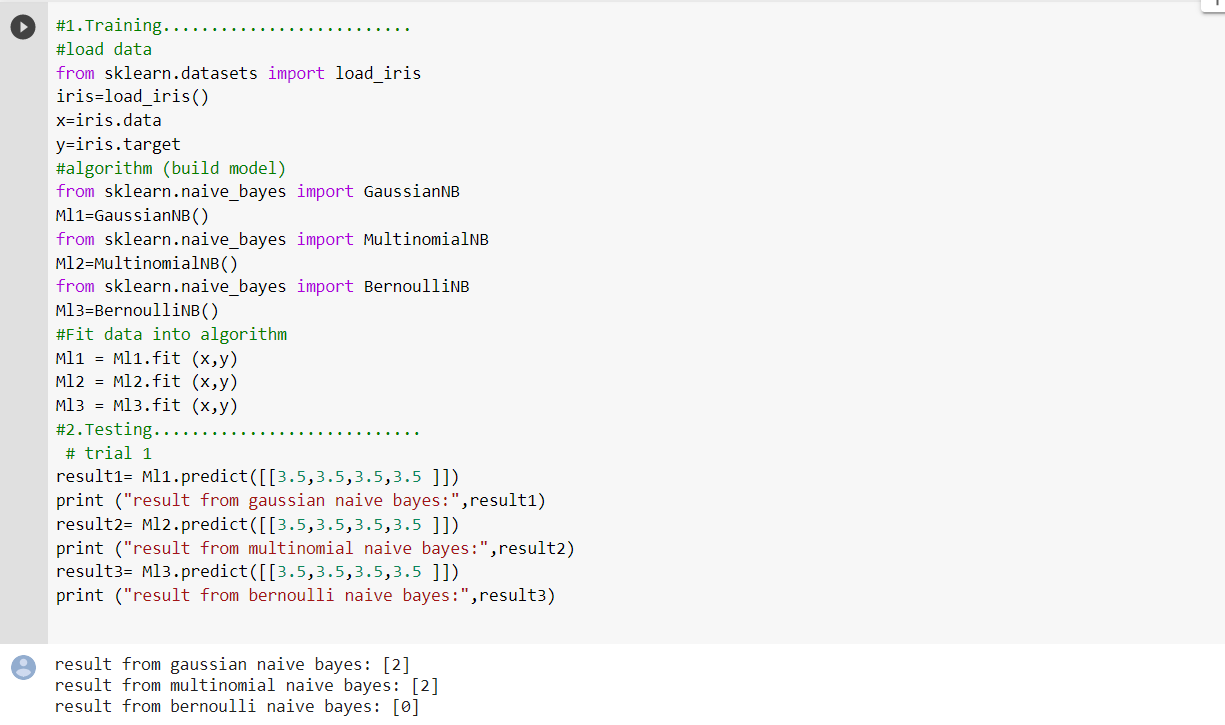 #1.Training..........................
#load data
from sklearn.datasets import load_iris
iris=load_iris()
x=iris.data
y=iris.target
#algorithm (build model)
from sklearn.naive_bayes import GaussianNB
Ml1=GaussianNB()
from sklearn.naive_bayes import MultinomialNB
Ml2=MultinomialNB()
from sklearn.naive_bayes import BernoulliNB
Ml3=BernoulliNB()
#Fit data into algorithm
Ml1 = Ml1.fit (x,y)
Ml2 = Ml2.fit (x,y)
Ml3 = Ml3.fit (x,y)
#2.Testing............................
 # trial 1
result1= Ml1.predict([[3.5,3.5,3.5,3.5 ]])
print ("result from gaussian naive bayes:",result1)
result2= Ml2.predict([[3.5,3.5,3.5,3.5 ]])
print ("result from multinomial naive bayes:",result2)
result3= Ml3.predict([[3.5,3.5,3.5,3.5 ]])
print ("result from bernoulli naive bayes:",result3)
result from gaussian naive bayes: [2]
result from multinomial naive bayes: [2]
result from bernoulli naive bayes: [0]